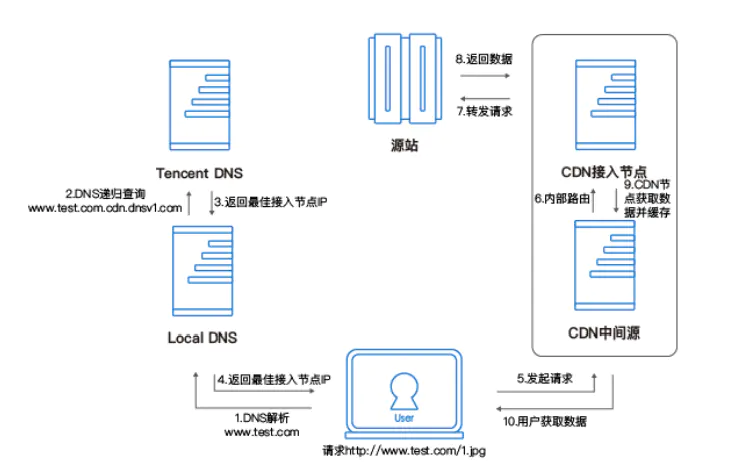 8.返回数据
7.转发请求
源站
CDN接入节点
Tencent DNS
2.DNS递归查询
www.test.com.cdn.dnsv1.com
3.返回最佳接入节点IP
6.内部路由
9.CDN节
点获取数
据并缓存
Local DNS
CDN中间源
4.返回最佳接入节点IP
5.发起请求
1.DNS解析
www.test.com
User
10.用户获取数据
请求http://www.test.com/1.jpg